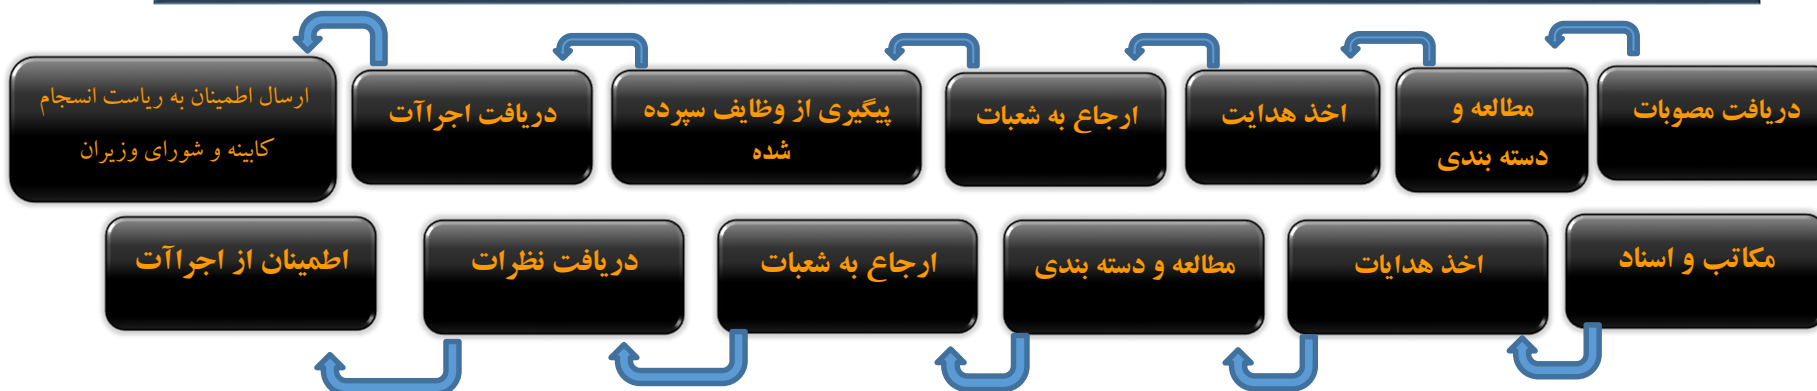 دریافت مصوبات
مطالعه و
دسته بندی
اخذ هدایت
ارجاع به شعبات
پیگیری از وظایف سپرده
شده
دریافت اجراآت
ارسال اطمینان به ریاست انسجام
کابینه و شورای وزیران
مکاتب و اسناد
اخذ هدایات
مطالعه و دسته بندی
ارجاع به شعبات
دریافت نظرات
اطمینان از اجراآت